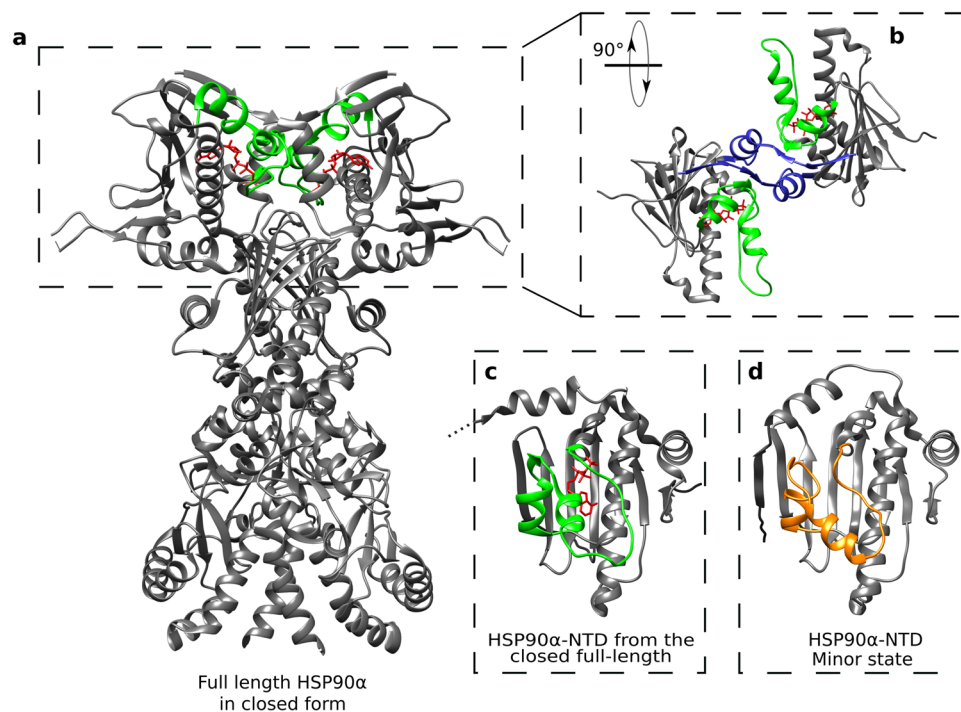 a
b
90°
c
d
HSP90α-NTD from the
closed full-length
HSP90α-NTD
Minor state
Full length HSP90α
in closed form